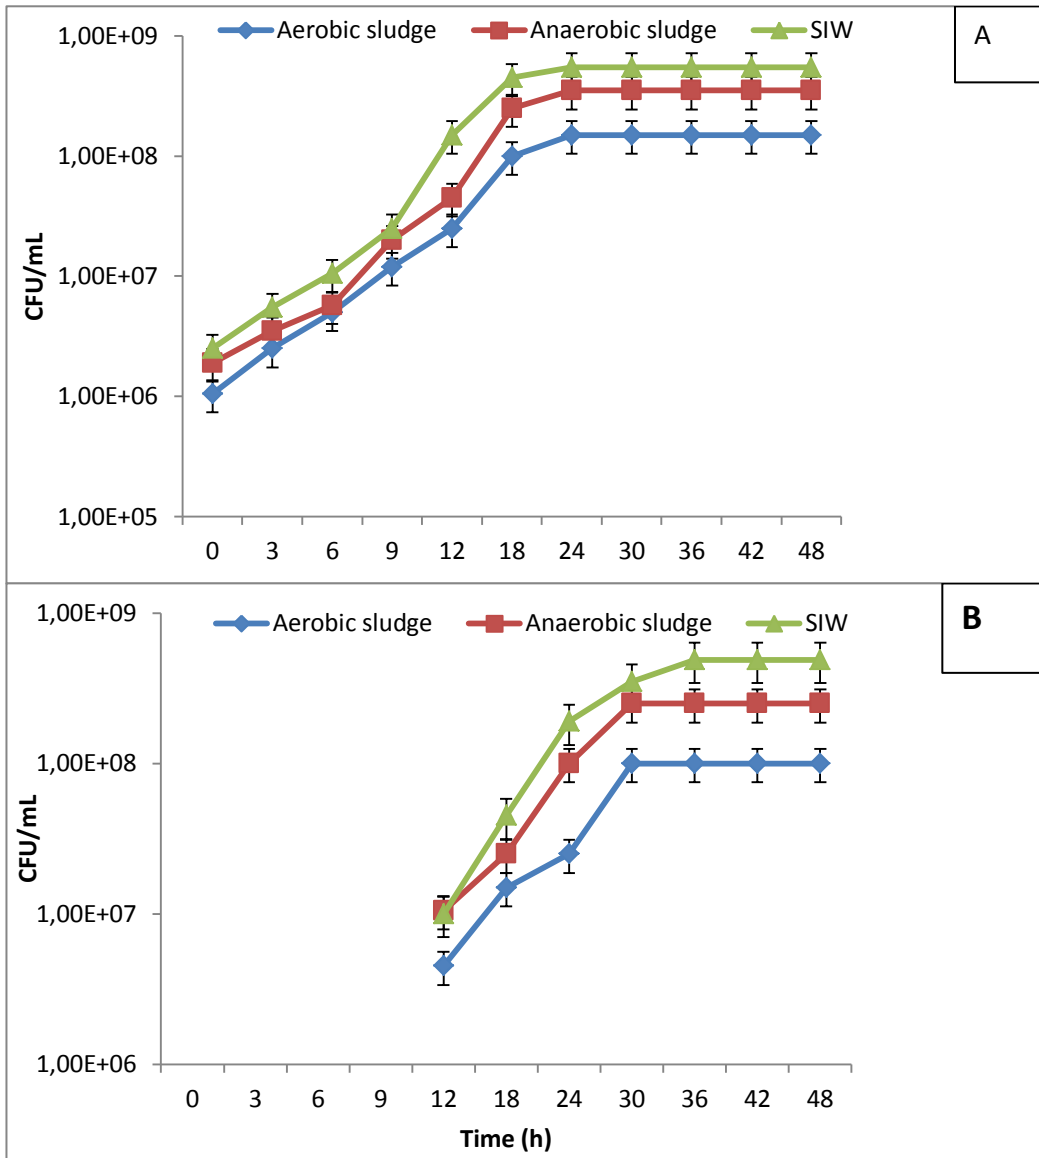 Aerobic sludge Anaerobic sludge SIW
A
1,00E+09
1,00E+08
1,00E+07
1,00E+06
1,00E+05
CFU/mL
0 3 6 9 12 18 24 30 36 42 48
Aerobic sludge Anaerobic sludge SIW
B
1,00E+09
1,00E+08
1,00E+07
1,00E+06
CFU/mL
0 3 6 9 12 18 24 30 36 42 48
Time (h)